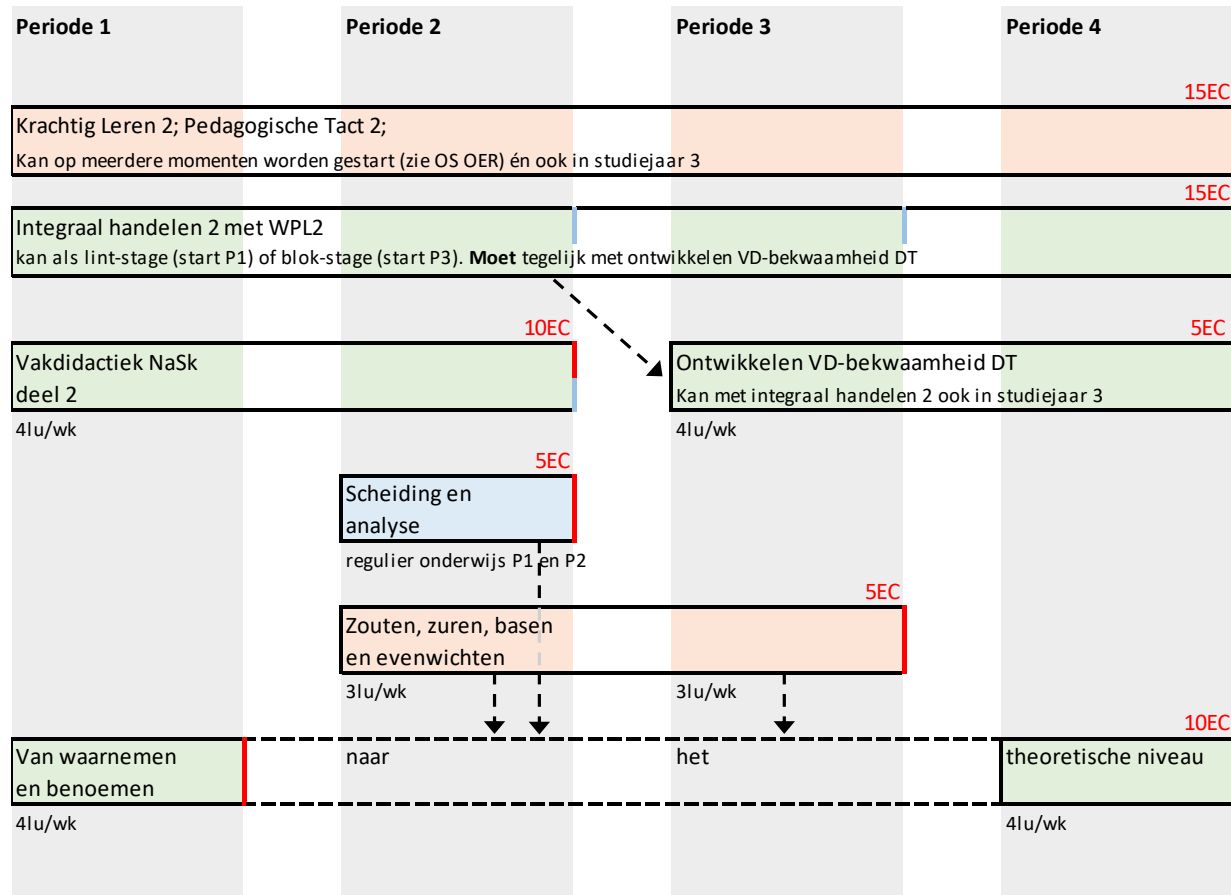 Periode 1 Periode 2 Periode 3 Periode 4
15EC
Krachtig Leren 2; Pedagogische Tact 2;
Kan op meerdere momenten worden gestart (zie OS OER) én ook in studiejaar 3
15EC
Integraal handelen 2 met WPL2
kan als lint-stage (start P1) of blok-stage (start P3). Moet tegelijk met ontwikkelen VD-bekwaamheid DT
10EC 5EC
Vakdidactiek NaSk
deel 2
Ontwikkelen VD-bekwaamheid DT
Kan met integraal handelen 2 ook in studiejaar 3
4lu/wk 4lu/wk
5EC
Scheiding en
analyse
regulier onderwijs P1 en P2
5EC
Zouten, zuren, basen
en evenwichten
3lu/wk 3lu/wk
10EC
Van waarnemen
en benoemen
naar het theoretische niveau
4lu/wk 4lu/wk